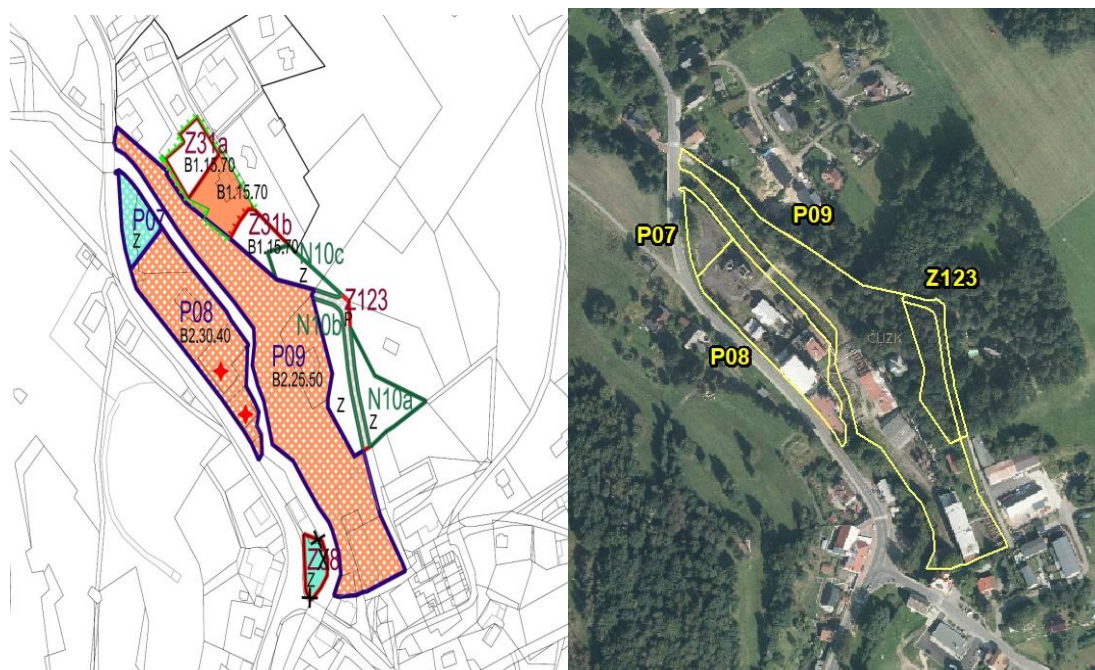 Z31a
B1.15.70
B1.15.70
P07
Z
Z31b
B1.15.70
N10c
Z
Z123
P08
B2.30.40
N10b
P09
B2.25.50
Z
N10a
Z
Z
P09
P07
Z123
ČÚZK
P08